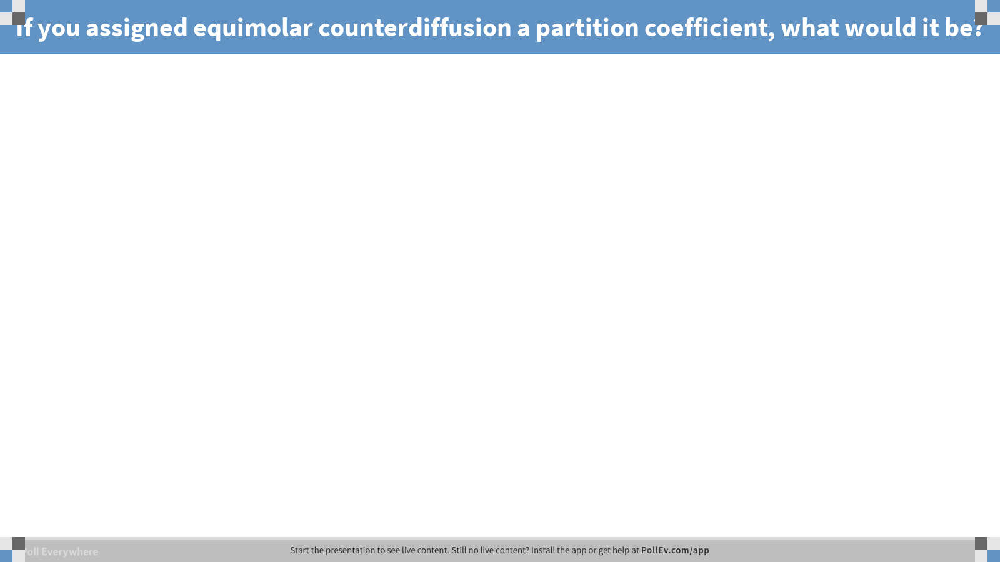 If you assigned equimolar counterdiffusion a partition coefficient, what would it be?
Poll Everywhere
Start the presentation to see live content. Still no live content? Install the app or get help at PollEv.com/app